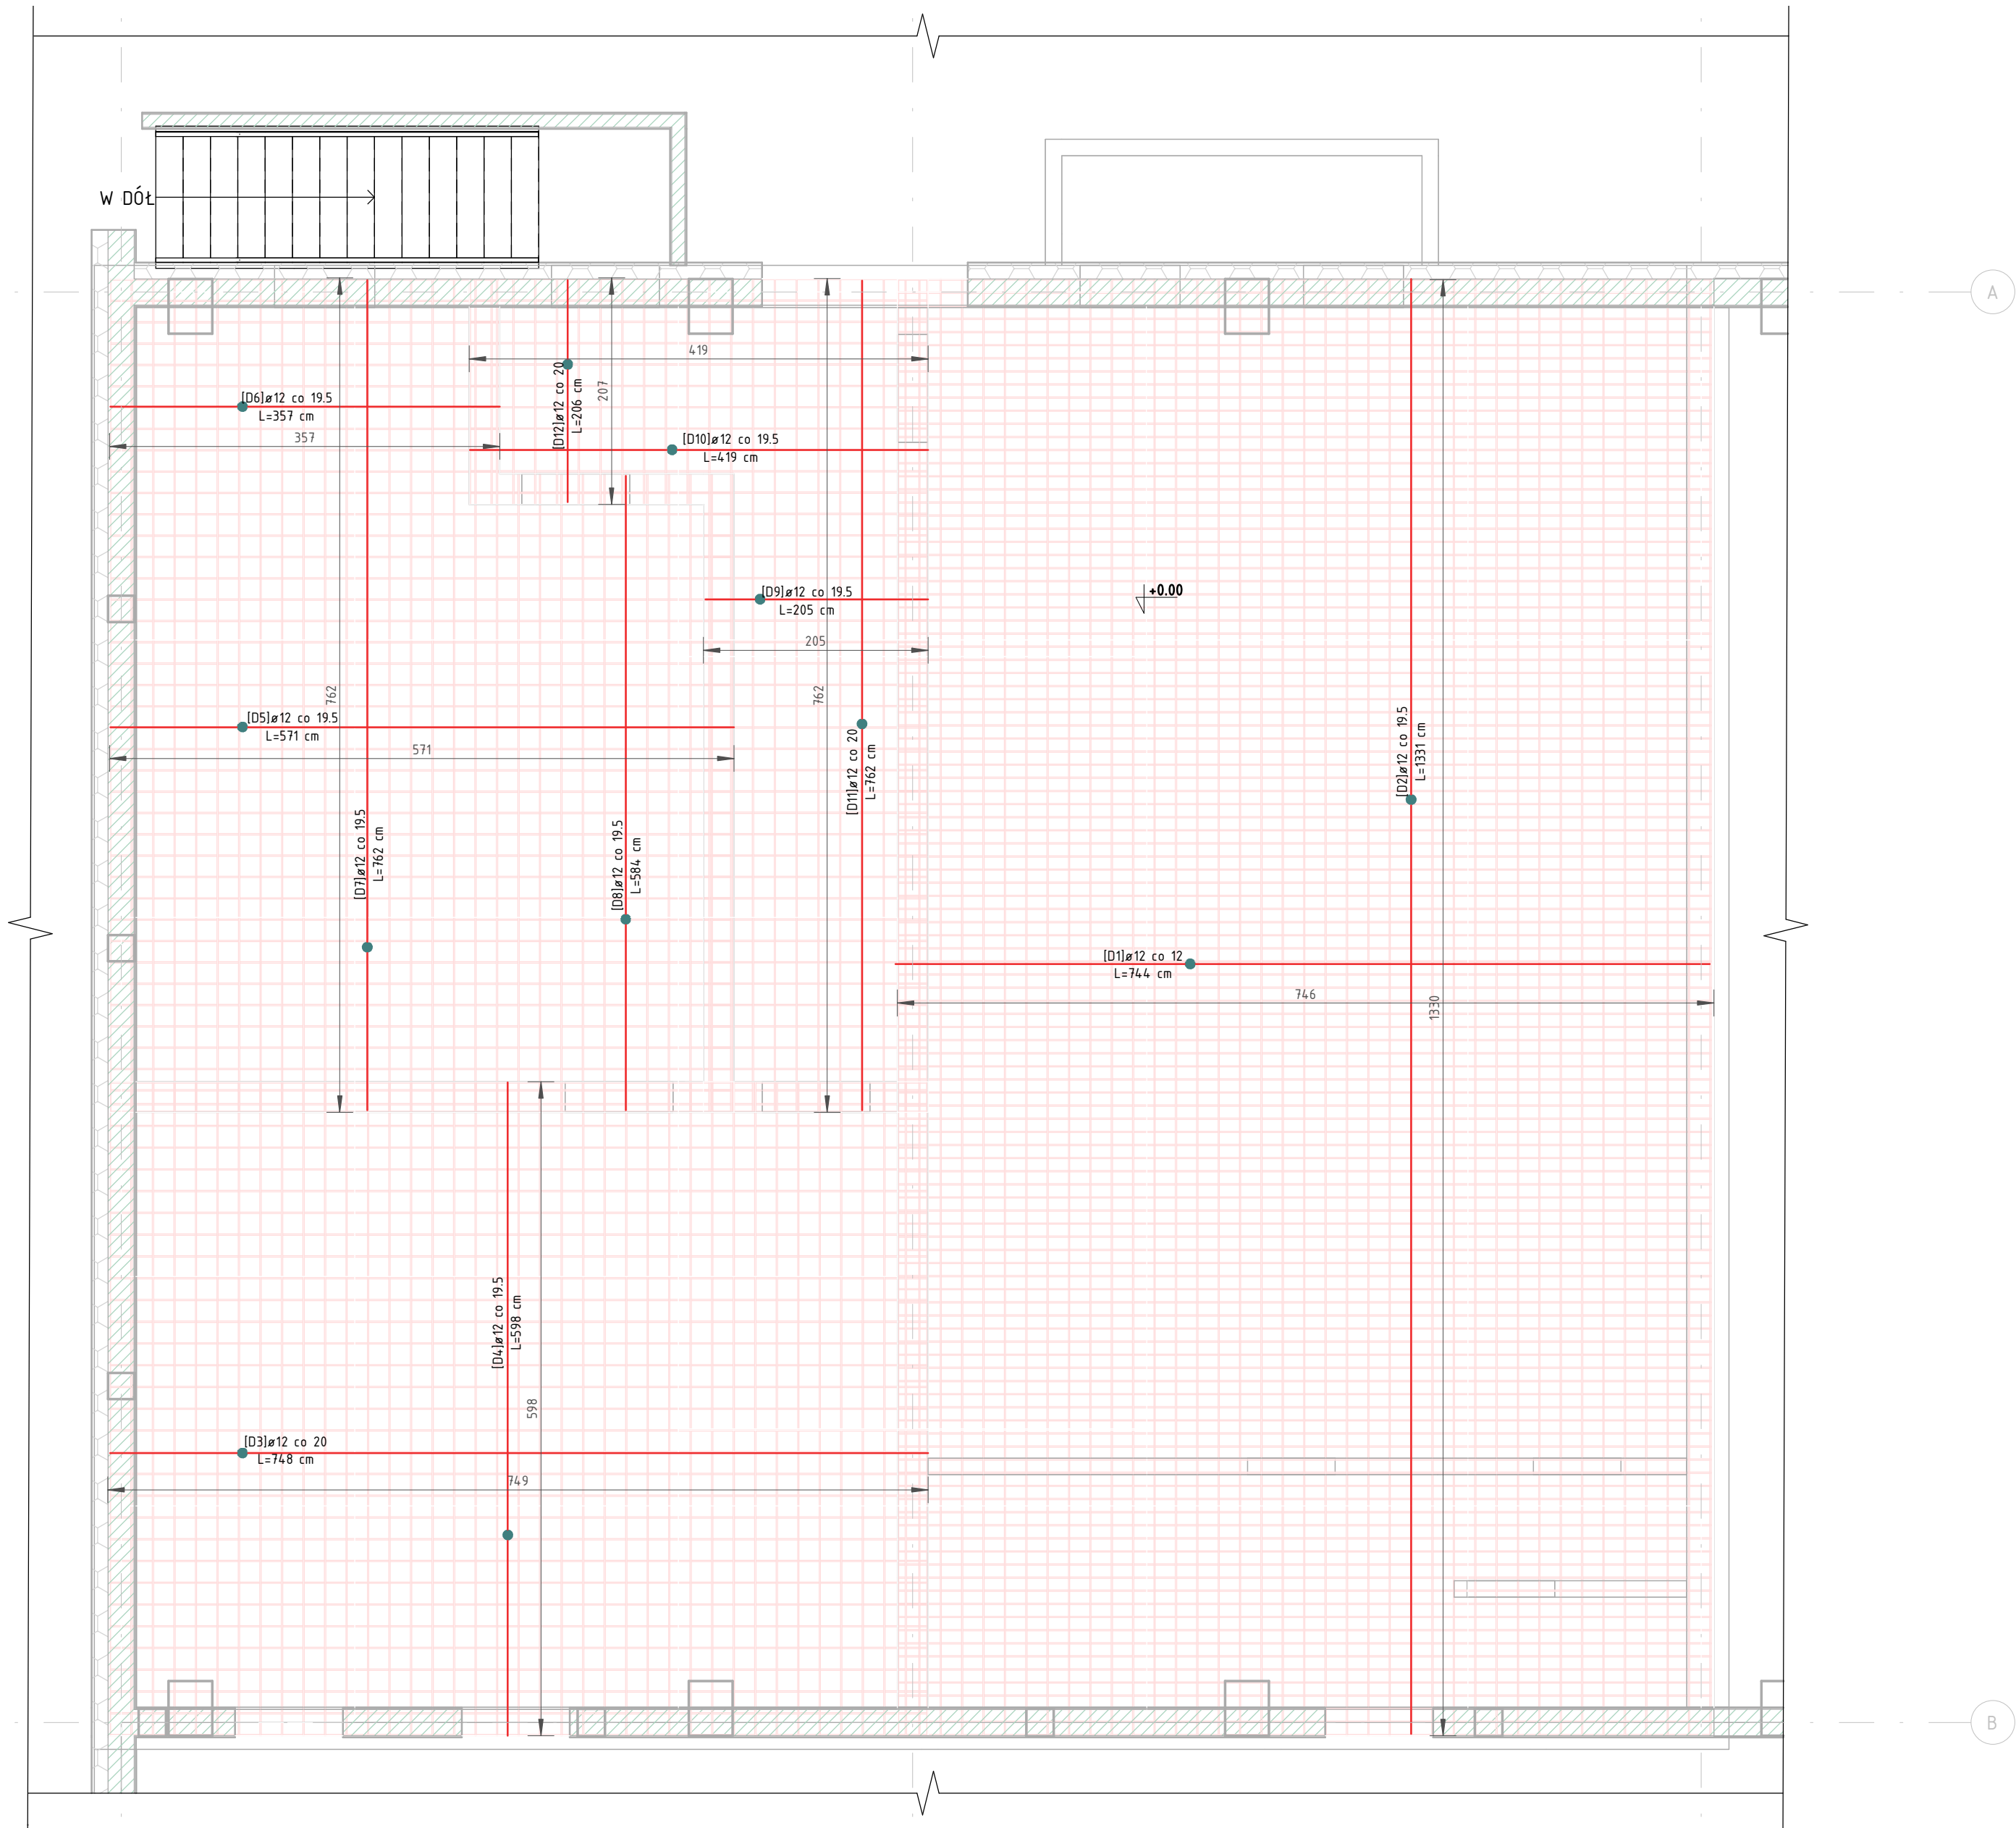 W DÓŁ
A
419
[D6]ø12 co 19.5
L=357 cm
357
[D12]ø12 co 20
L=206 cm
207
[D10]ø12 co 19.5
L=419 cm
[D9]ø12 co 19.5
L=205 cm
205
+0.00
762
762
[D5]ø12 co 19.5
L=571 cm
571
[D11]ø12 co 20
L=762 cm
[D2]ø12 co 19.5
L=1331 cm
[D7]ø12 co 19.5
L=762 cm
[D8]ø12 co 19.5
L=584 cm
[D1]ø12 co 12
L=744 cm
746
1330
[D4]ø12 co 19.5
L=598 cm
598
[D3]ø12 co 20
L=748 cm
749
B